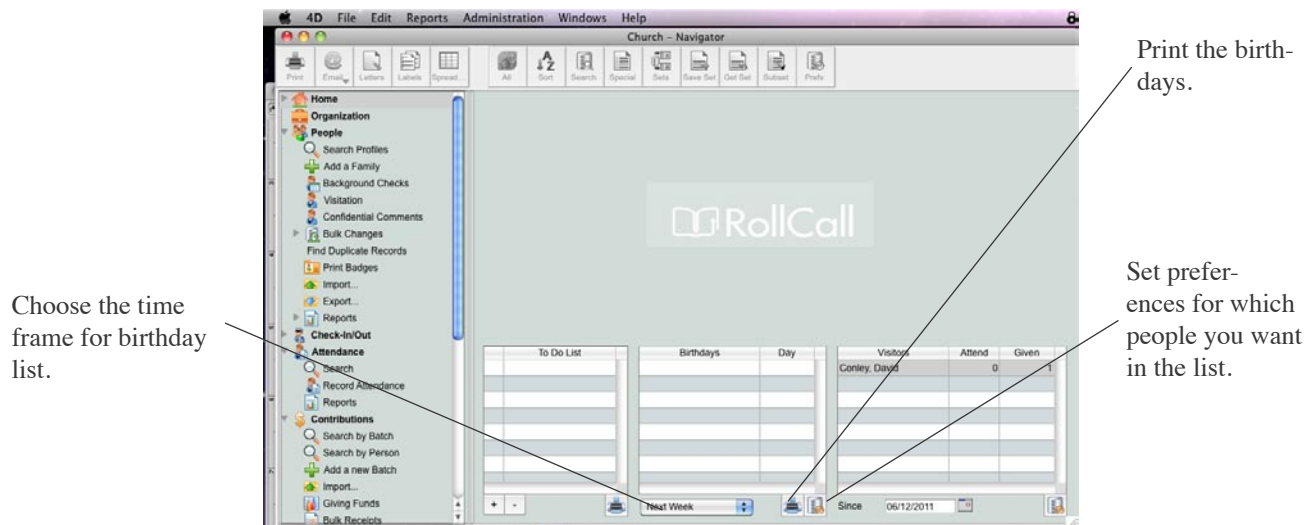 4D File Edit Reports Administration Windows Help
Church – Navigator
Print Email Letters Labels Spread... All Sort Search Special Sets Save Set Get Set Subset Prefs
Home
Organization
People
Search Profiles
Add a Family
Background Checks
Visitation
Confidential Comments
Bulk Changes
Find Duplicate Records
Print Badges
Import...
Export...
Reports
Check-In/Out
Attendance
Search
Record Attendance
Reports
Contributions
Search by Batch
Search by Person
Add a new Batch
Import...
Giving Funds
Bulk Receipts
RollCall
To Do List Birthdays Day Visitors Attend Given
Conley, David 0 1
+ - Next Week Since 06/12/2011
Choose the time
frame for birthday
list.
Print the birth-
days.
Set prefer-
ences for which
people you want
in the list.